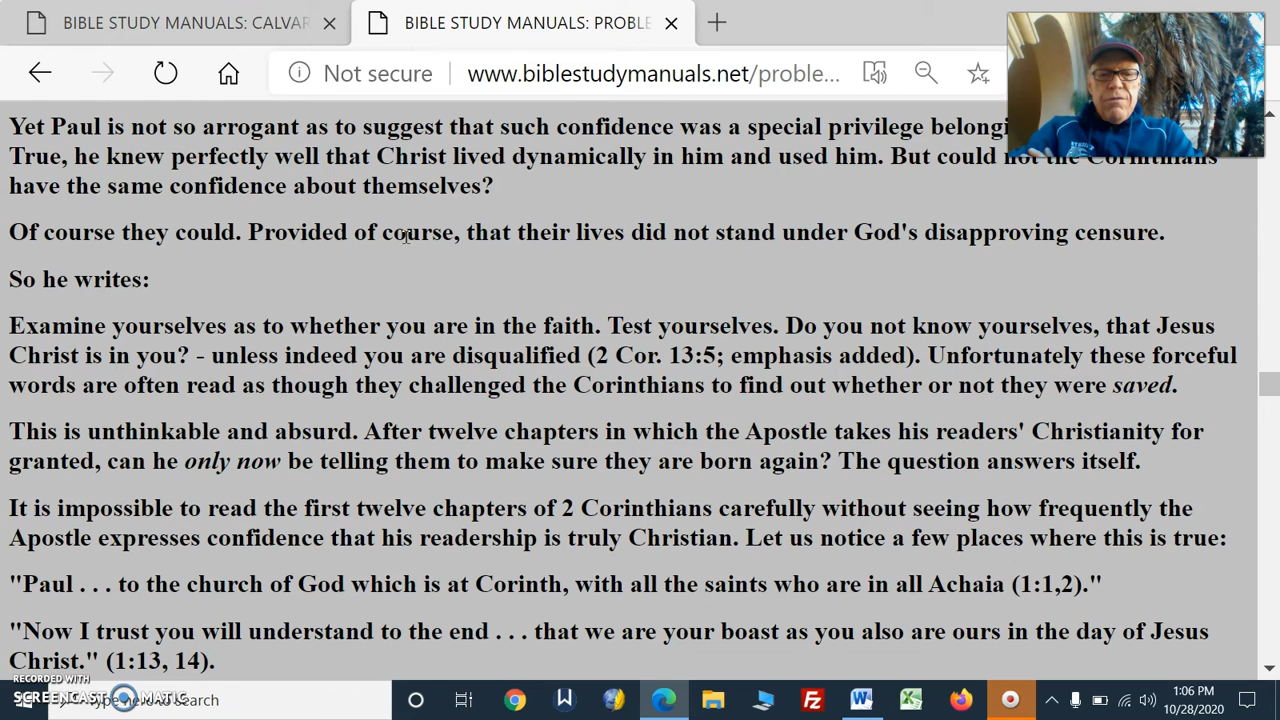 BIBLE STUDY MANUALS: CALVAR
BIBLE STUDY MANUALS: PROBLE
Not secure
www.biblestudymanuals.net/proble...
Yet Paul is not so arrogant as to suggest that such confidence was a special privilege
True, he knew perfectly well that Christ lived dynamically in him and used him. But could not the Corinthians
have the same confidence about themselves?
Of course they could. Provided of course, that their lives did not stand under God's disapproving censure.
So he writes:
Examine yourselves as to whether you are in the faith. Test yourselves. Do you not know yourselves, that Jesus
Christ is in you? - unless indeed you are disqualified (2 Cor. 13:5; emphasis added). Unfortunately these forceful
words are often read as though they challenged the Corinthians to find out whether or not they were saved.
This is unthinkable and absurd. After twelve chapters in which the Apostle takes his readers' Christianity for
granted, can he only now be telling them to make sure they are born again? The question answers itself.
It is impossible to read the first twelve chapters of 2 Corinthians carefully without seeing how frequently the
Apostle expresses confidence that his readership is truly Christian. Let us notice a few places where this is true:
"Paul . . . to the church of God which is at Corinth, with all the saints who are in all Achaia (1:1,2)."
"Now I trust you will understand to the end . . . that we are your boast as you also are ours in the day of Jesus
Christ." (1:13, 14).
RECORDED WITH
SCREENCAST MATIC
Type here to search
1:06 PM
10/28/2020